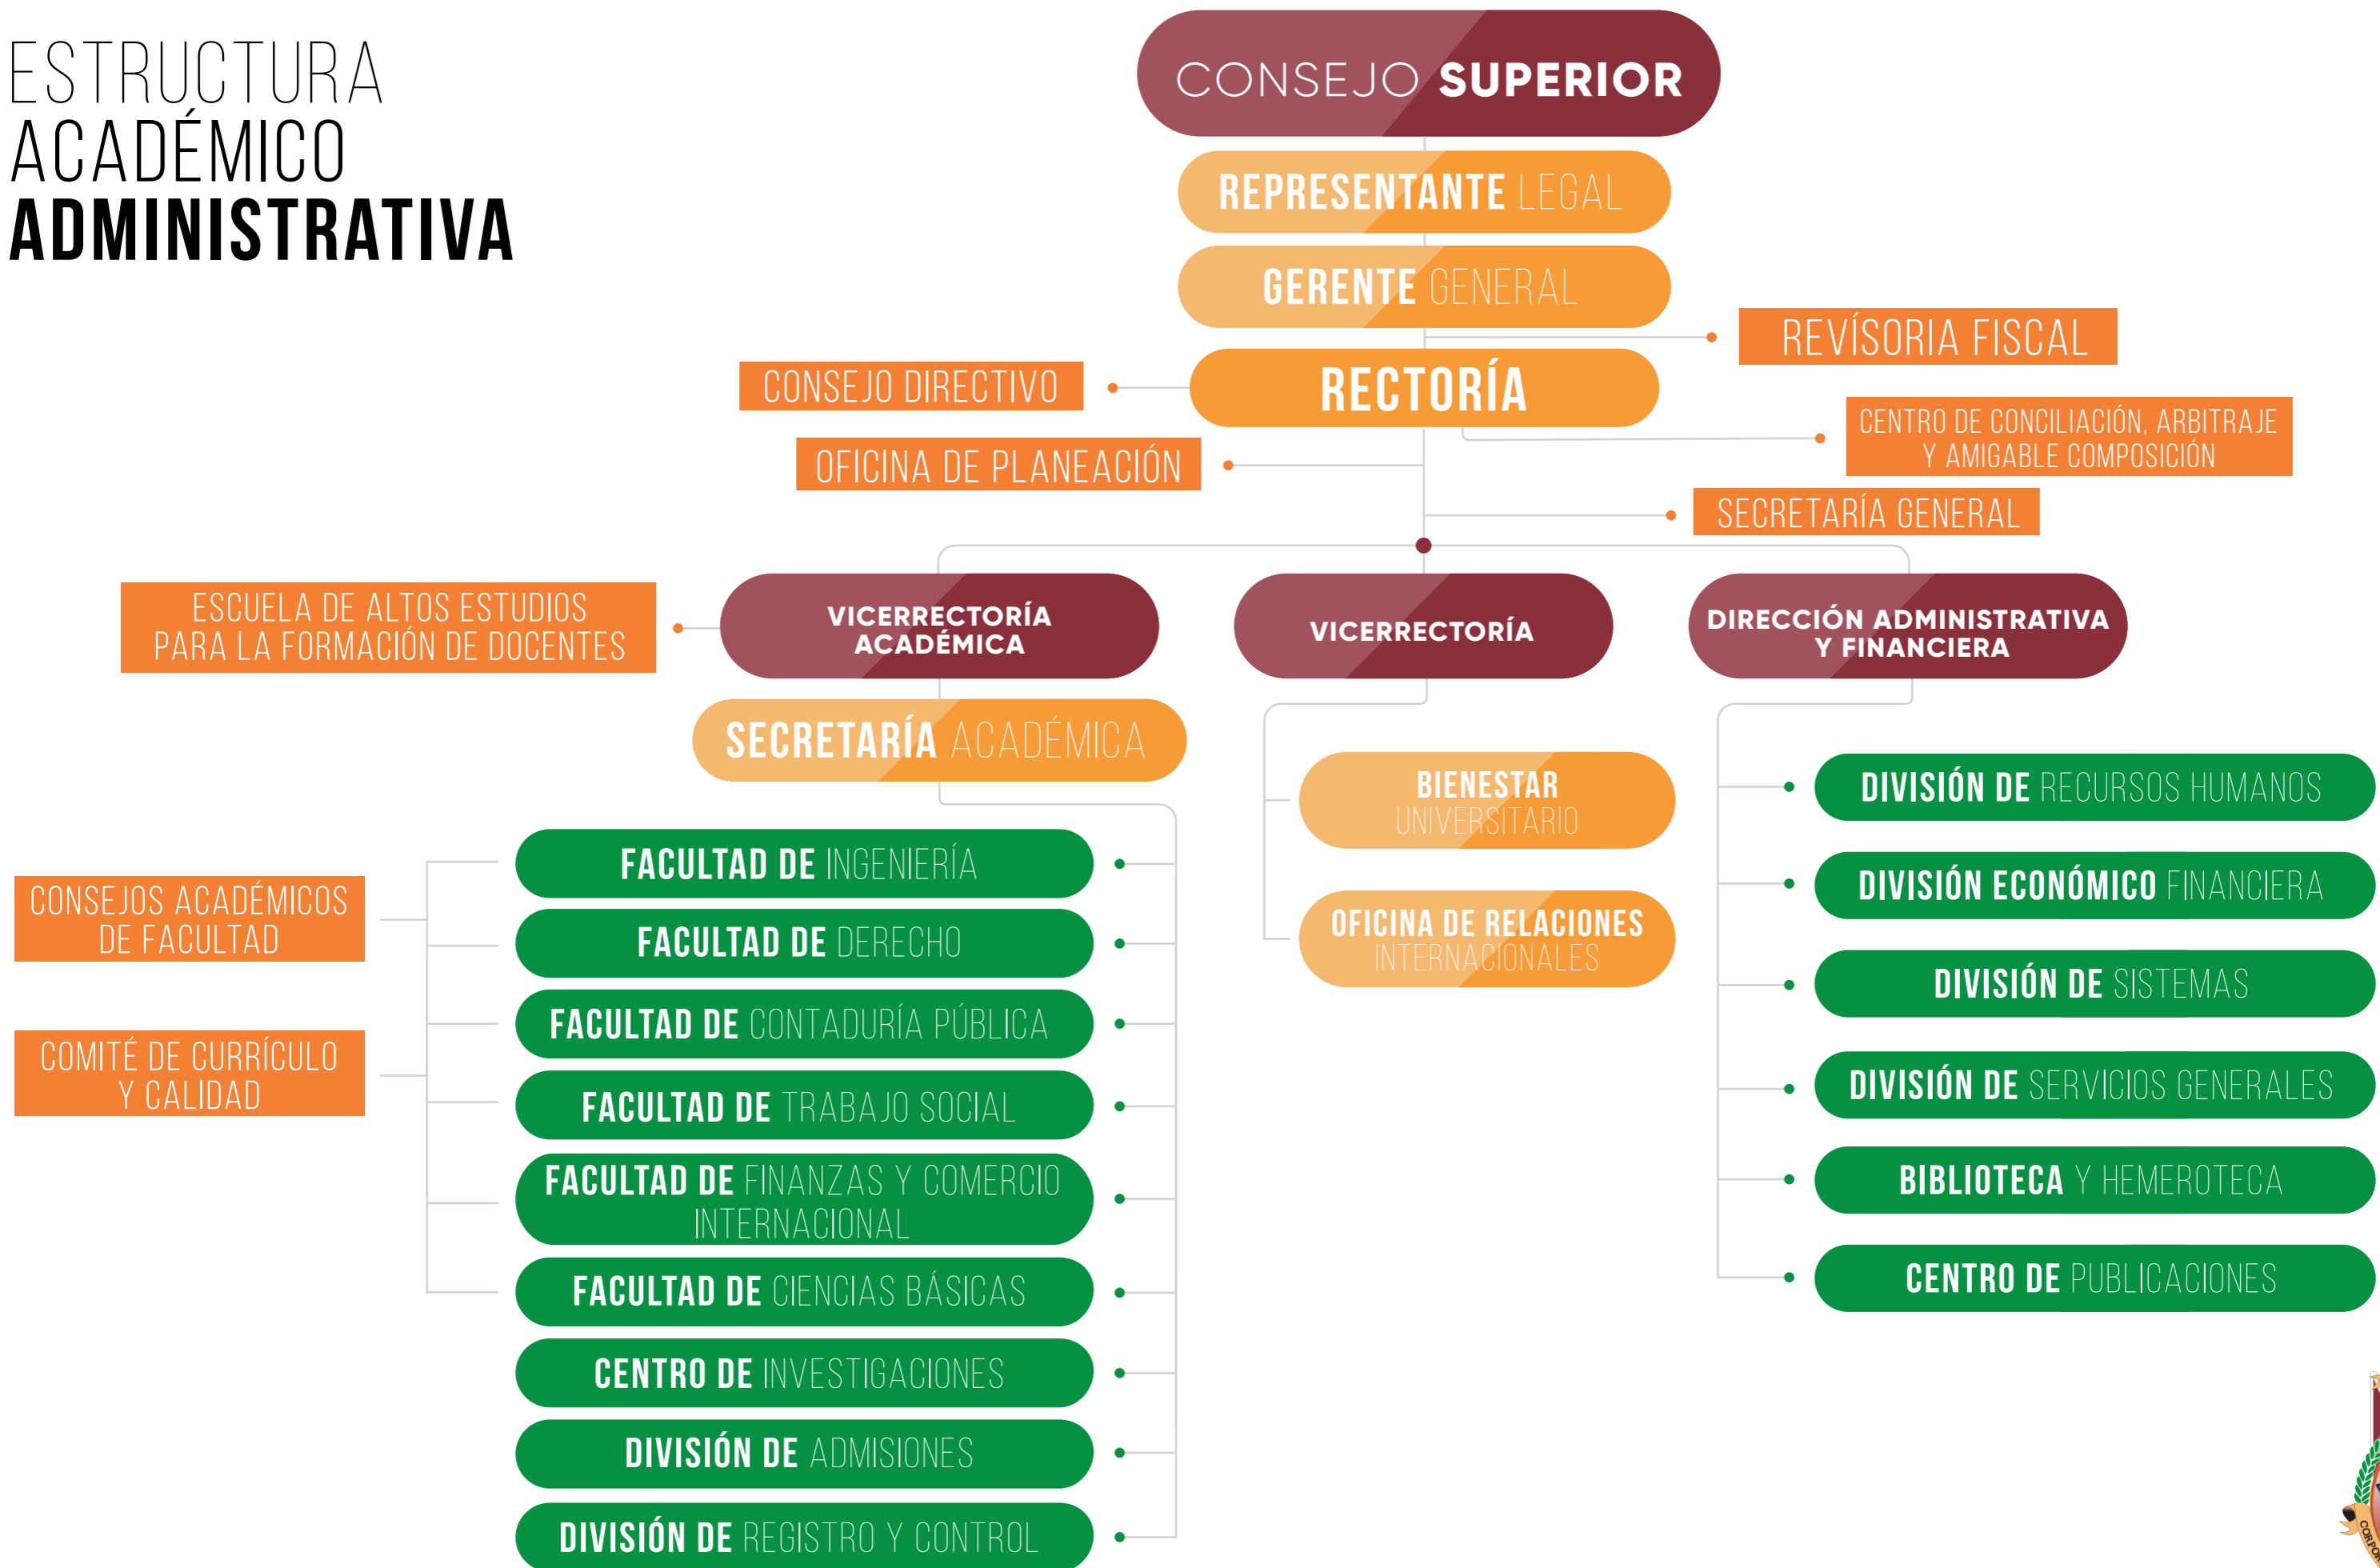 ESTRUCTURA
ACADÉMICO
ADMINISTRATIVA
CONSEJO SUPERIOR
REPRESENTANTE LEGAL
GERENTE GENERAL
REVÍSORIA FISCAL
CONSEJO DIRECTIVO
RECTORÍA
CENTRO DE CONCILIACIÓN, ARBITRAJE
Y AMIGABLE COMPOSICIÓN
OFICINA DE PLANEACIÓN
SECRETARÍA GENERAL
ESCUELA DE ALTOS ESTUDIOS
PARA LA FORMACIÓN DE DOCENTES
VICERRECTORÍA
ACADÉMICA
VICERRECTORÍA
DIRECCIÓN ADMINISTRATIVA
Y FINANCIERA
SECRETARÍA ACADÉMICA
CONSEJOS ACADÉMICOS
DE FACULTAD
COMITÉ DE CURRÍCULO
Y CALIDAD
FACULTAD DE INGENIERÍA
FACULTAD DE DERECHO
FACULTAD DE CONTADURÍA PÚBLICA
FACULTAD DE TRABAJO SOCIAL
FACULTAD DE FINANZAS Y COMERCIO
INTERNACIONAL
FACULTAD DE CIENCIAS BÁSICAS
CENTRO DE INVESTIGACIONES
DIVISIÓN DE ADMISIONES
DIVISIÓN DE REGISTRO Y CONTROL
BIENESTAR
UNIVERSITARIO
OFICINA DE RELACIONES
INTERNACIONALES
DIVISIÓN DE RECURSOS HUMANOS
DIVISIÓN ECONÓMICO FINANCIERA
DIVISIÓN DE SISTEMAS
DIVISIÓN DE SERVICIOS GENERALES
BIBLIOTECA Y HEMEROTECA
CENTRO DE PUBLICACIONES